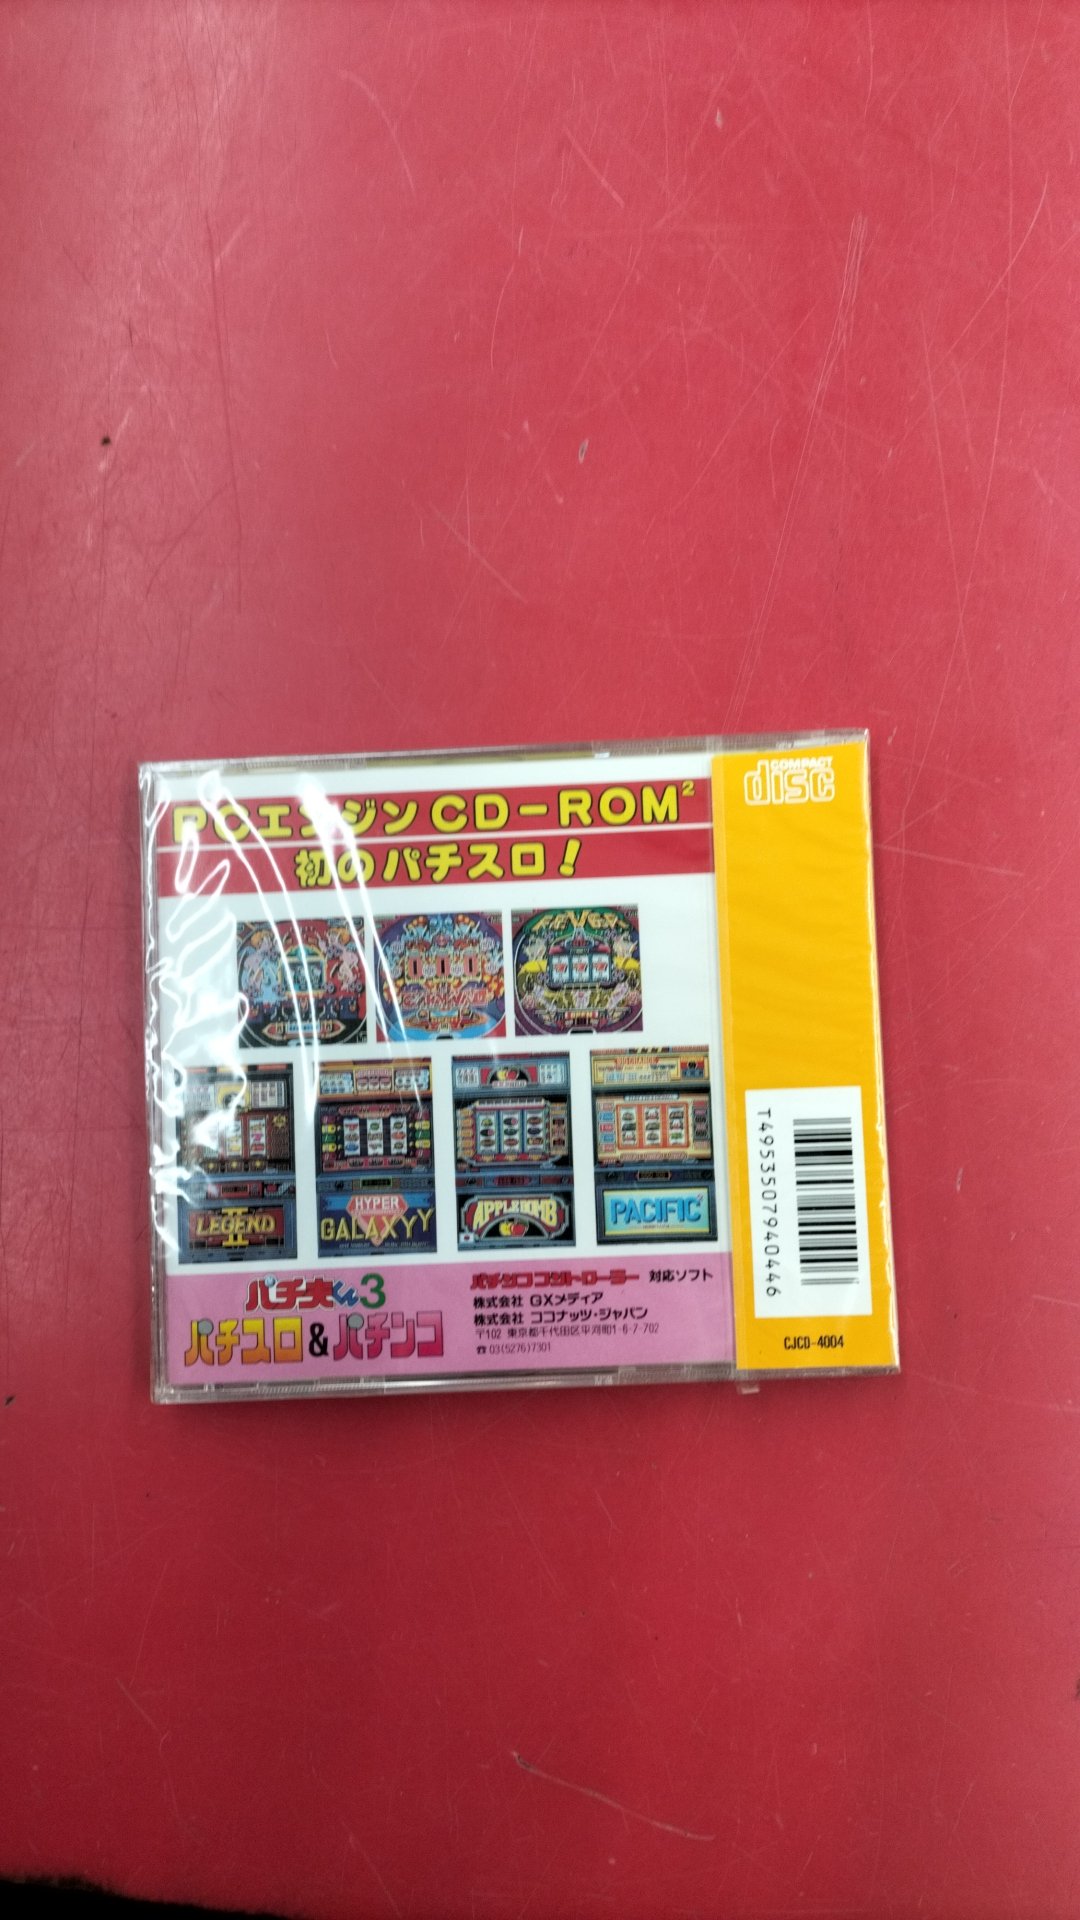 PCエンジン CD-ROM²
初のパチスロ!
COMPACT
disc
FEVER
CARNIVAL
LEGEND
II
HYPER
GALAXYY
APPLE BOMB
PACIFIC
パチ夫くん3
パチスロ&パチンコ
パチンココントローラー 対応ソフト
株式会社 GXメディア
株式会社 ココナッツ・ジャパン
〒102 東京都千代田区平河町1-6-7-702
☎03(5276)7301
T4953507940446
CJCD-4004